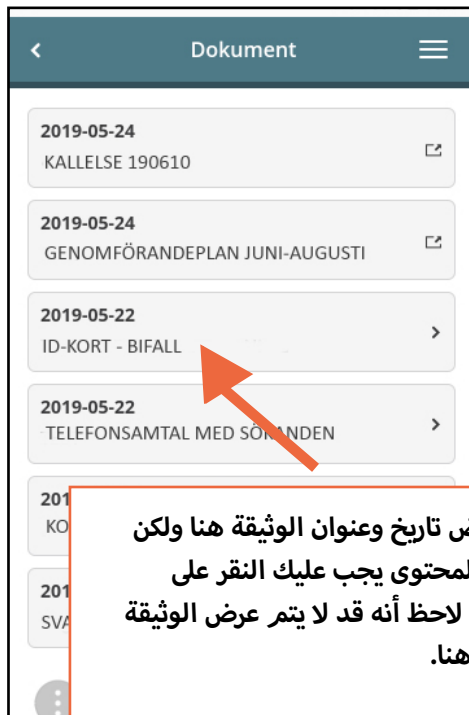 Dokument
2019-05-24
KALLELSE 190610
2019-05-24
GENOMFÖRANDEPLAN JUNI-AUGUSTI
2019-05-22
ID-KORT - BIFALL
2019-05-22
TELEFONSAMTAL MED SÖKANDEN
201
KO
201
SVA
تاريخ وعنوان الوثيقة هنا ولكن
لمحتوى يجب عليك النقر على
لاحظ أنه قد لا يتم عرض الوثيقة
هنا.